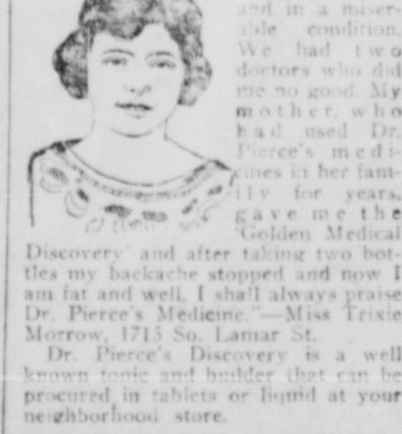 and in a miser-
able condition.
We had two
doctors who did
me no good. My
mother, who
had used Dr.
Pierce's medi-
cines in her fam-
ily for years,
gave me the
'Golden Medical
Discovery' and after taking two bot-
tles my backache stopped and now I
am fat and well. I shall always praise
Dr. Pierce's Medicine."—Miss Trixie
Morrow, 1715 So. Lamar St.
Dr. Pierce's Discovery is a well
known tonic and builder that can be
procured in tablets or liquid at your
neighborhood store.